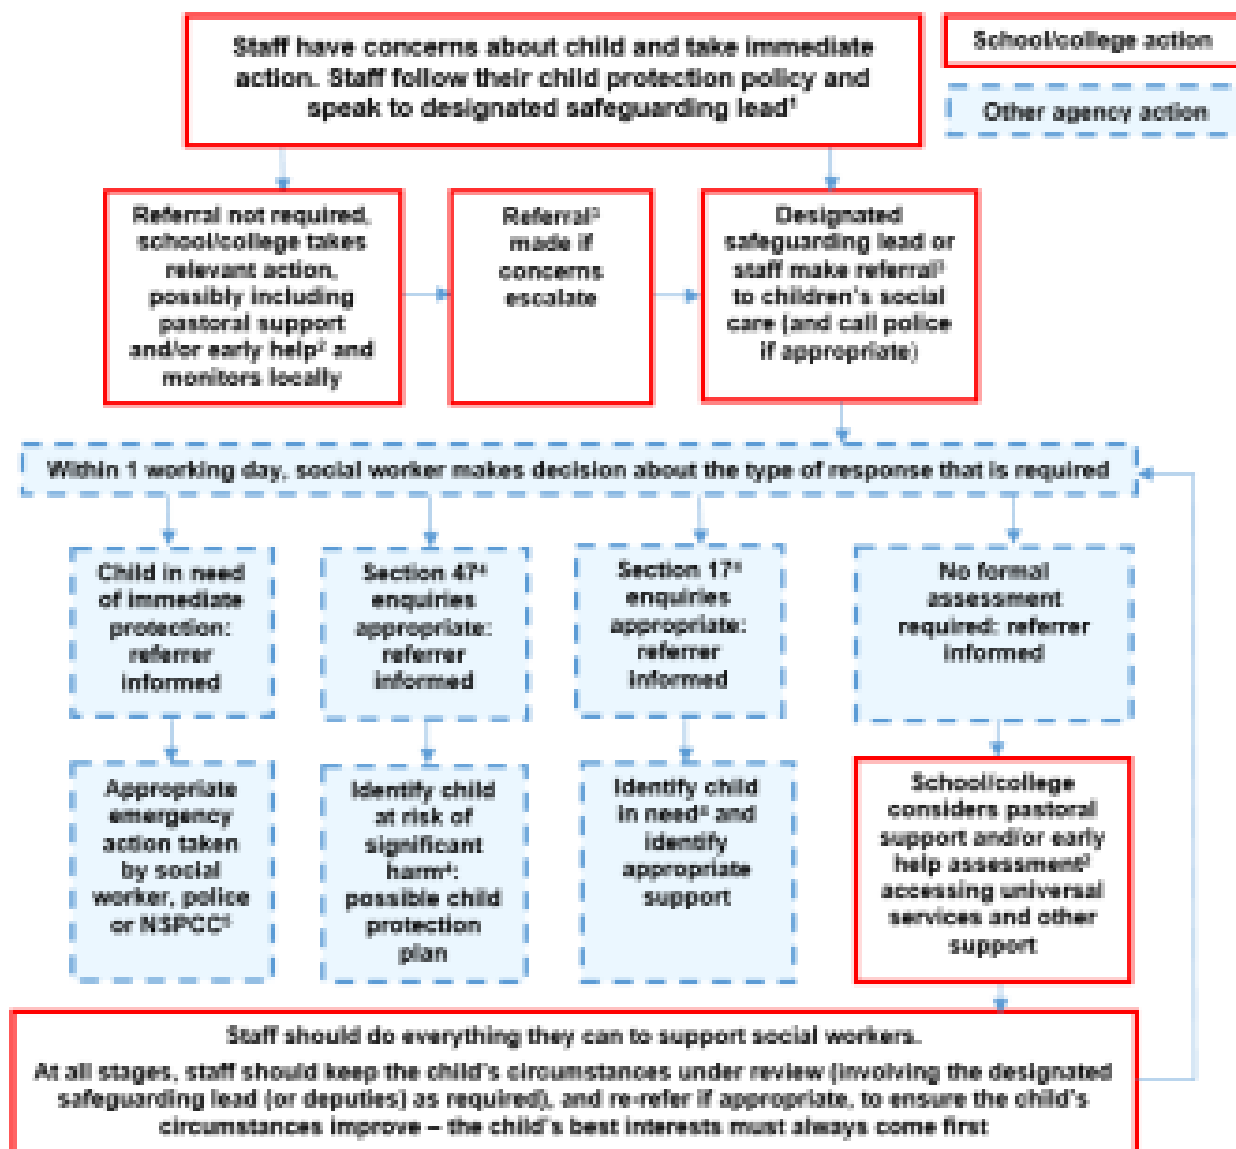 Staff have concerns about child and take immediate
action. Staff follow their child protection policy and
speak to designated safeguarding lead¹
School/college action
Other agency action
Referral not required,
school/college takes
relevant action,
possibly including
pastoral support
and/or early help² and
monitors locally
Referral³
made if
concerns
escalate
Designated
safeguarding lead or
staff make referral³
to children's social
care (and call police
if appropriate)
Within 1 working day, social worker makes decision about the type of response that is required
Child in need
of immediate
protection:
referrer
informed
Section 47⁴
enquiries
appropriate:
referrer
informed
Section 17⁴
enquiries
appropriate:
referrer
informed
No formal
assessment
required: referrer
informed
Appropriate
emergency
action taken
by social
worker, police
or NSPCC⁵
Identify child
at risk of
significant
harm⁴:
possible child
protection
plan
Identify child
in need⁴ and
identify
appropriate
support
School/college
considers pastoral
support and/or early
help assessment²
accessing universal
services and other
support
Staff should do everything they can to support social workers.
At all stages, staff should keep the child's circumstances under review (involving the designated
safeguarding lead (or deputies) as required), and re-refer if appropriate, to ensure the child's
circumstances improve – the child's best interests must always come first